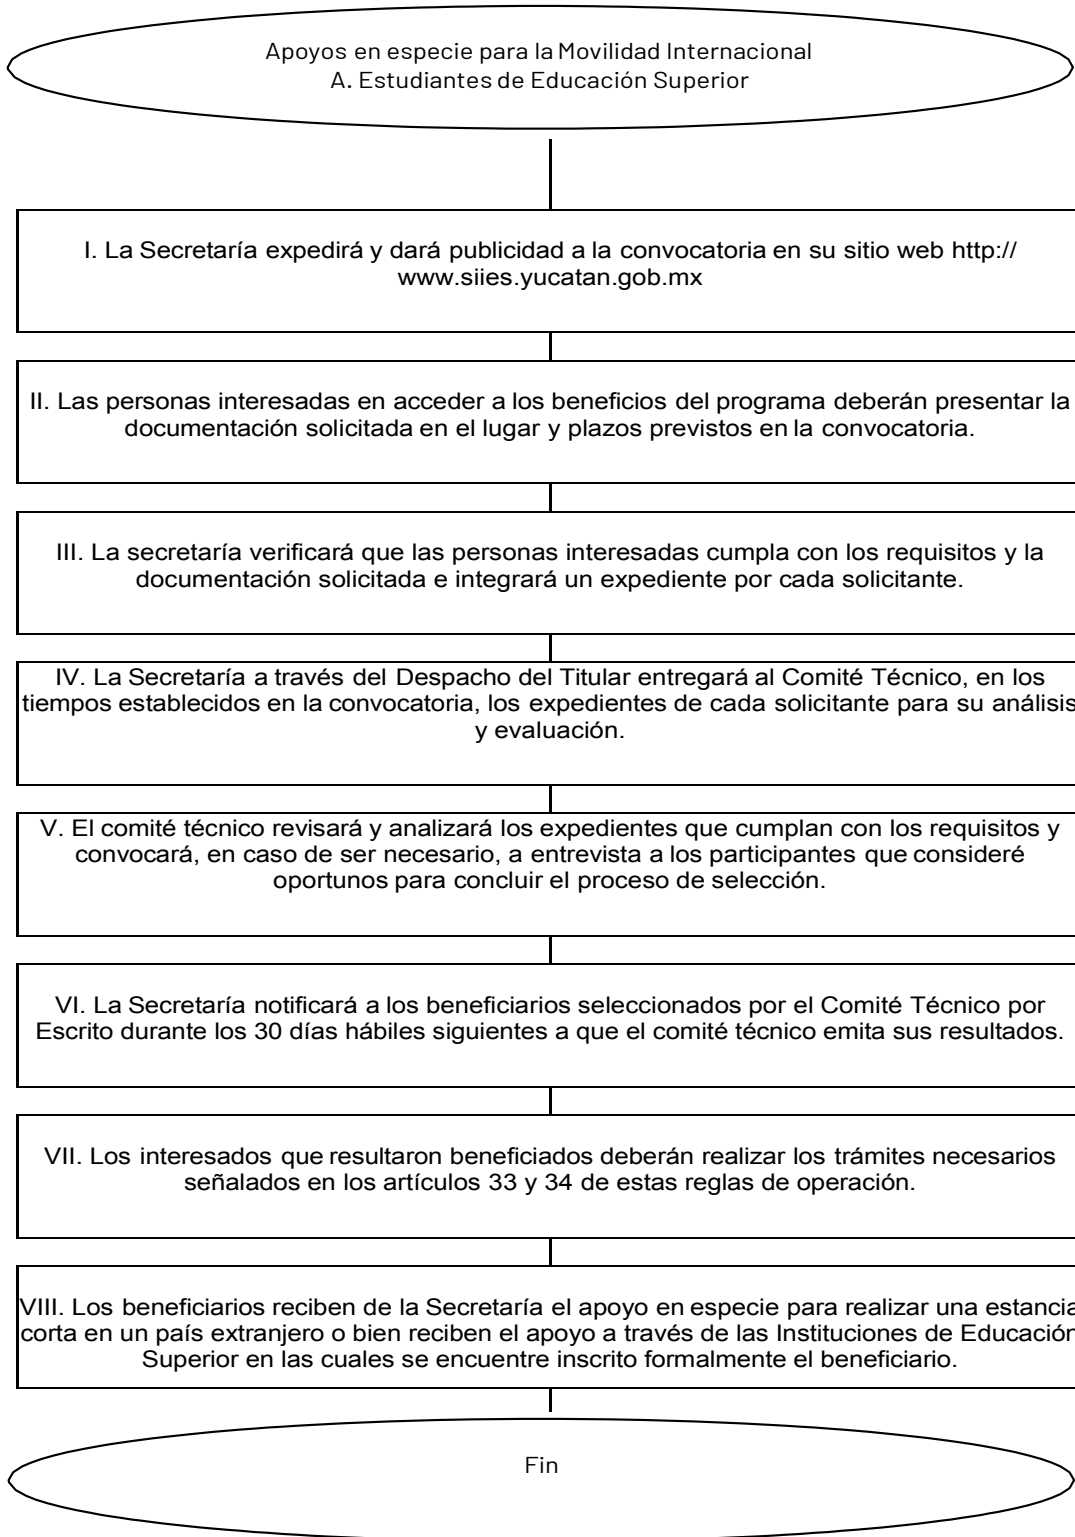 Apoyos en especie para la Movilidad Internacional
A. Estudiantes de Educación Superior
I. La Secretaría expedirá y dará publicidad a la convocatoria en su sitio web http://
www.siies.yucatan.gob.mx
II. Las personas interesadas en acceder a los beneficios del programa deberán presentar la
documentación solicitada en el lugar y plazos previstos en la convocatoria.
III. La secretaría verificará que las personas interesadas cumpla con los requisitos y la
documentación solicitada e integrará un expediente por cada solicitante.
IV. La Secretaría a través del Despacho del Titular entregará al Comité Técnico, en los
tiempos establecidos en la convocatoria, los expedientes de cada solicitante para su análisis
y evaluación.
V. El comité técnico revisará y analizará los expedientes que cumplan con los requisitos y
convocará, en caso de ser necesario, a entrevista a los participantes que consideré
oportunos para concluir el proceso de selección.
VI. La Secretaría notificará a los beneficiarios seleccionados por el Comité Técnico por
Escrito durante los 30 días hábiles siguientes a que el comité técnico emita sus resultados.
VII. Los interesados que resultaron beneficiados deberán realizar los trámites necesarios
señalados en los artículos 33 y 34 de estas reglas de operación.
VIII. Los beneficiarios reciben de la Secretaría el apoyo en especie para realizar una estancia
corta en un país extranjero o bien reciben el apoyo a través de las Instituciones de Educación
Superior en las cuales se encuentre inscrito formalmente el beneficiario.
Fin